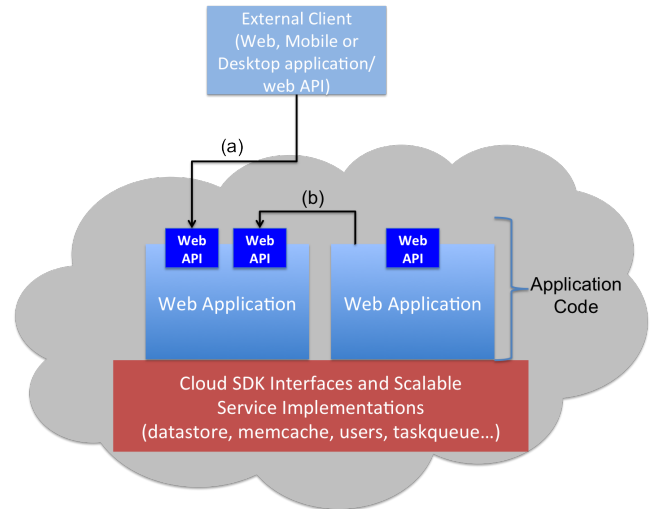 External Client
(Web, Mobile or
Desktop application/
web API)
(a)
(b)
Web
API
Web
API
Web
API
Web Application
Web Application
Application
Code
Cloud SDK Interfaces and Scalable
Service Implementations
(datastore, memcache, users, taskqueue…)